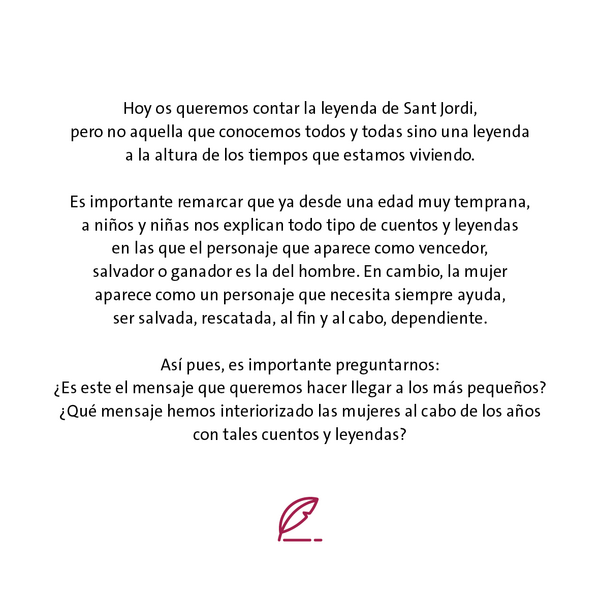 Hoy os queremos contar la leyenda de Sant Jordi,
pero no aquella que conocemos todos y todas sino una leyenda
a la altura de los tiempos que estamos viviendo.
Es importante remarcar que ya desde una edad muy temprana,
a niños y niñas nos explican todo tipo de cuentos y leyendas
en las que el personaje que aparece como vencedor,
salvador o ganador es la del hombre. En cambio, la mujer
aparece como un personaje que necesita siempre ayuda,
ser salvada, rescatada, al fin y al cabo, dependiente.
Así pues, es importante preguntarnos:
¿Es este el mensaje que queremos hacer llegar a los más pequeños?
¿Qué mensaje hemos interiorizado las mujeres al cabo de los años
con tales cuentos y leyendas?